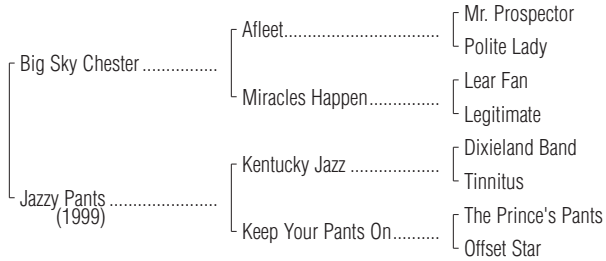 Mr. Prospector
Afleet
Polite Lady
Big Sky Chester
Lear Fan
Miracles Happen
Legitimate
Dixieland Band
Kentucky Jazz
Tinnitus
Jazzy Pants
(1999)
The Prince's Pants
Keep Your Pants On
Offset Star